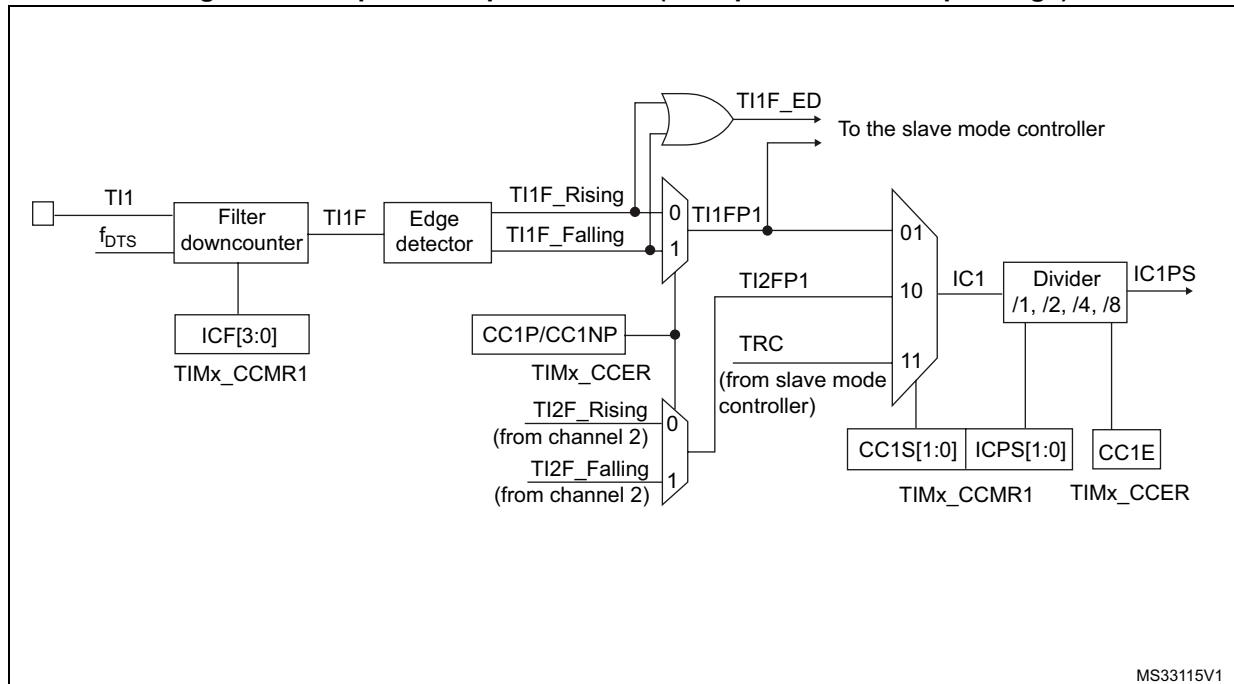 TI1F_ED
To the slave mode controller
TI1
fDTS
Filter
downcounter
TI1F
Edge
detector
TI1F_Rising
TI1F_Falling
0
1
TI1FP1
ICF[3:0]
TIMx_CCMR1
CC1P/CC1NP
TIMx_CCER
TI2F_Rising
(from channel 2)
TI2F_Falling
(from channel 2)
0
1
TI2FP1
TRC
(from slave mode
controller)
01
10
11
IC1
Divider
/1, /2, /4, /8
IC1PS
CC1S[1:0]
ICPS[1:0]
CC1E
TIMx_CCMR1
TIMx_CCER
MS33115V1